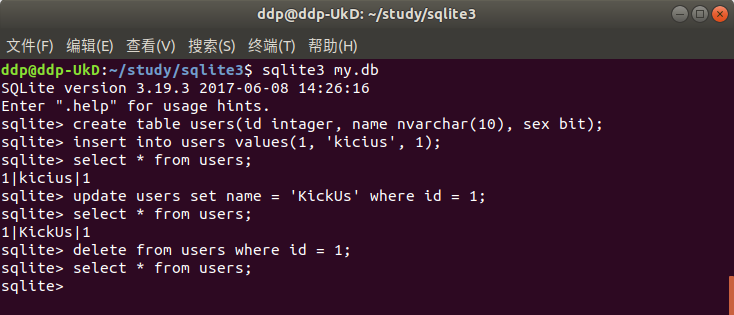 ddp@ddp-UkD: ~/study/sqlite3
文件(F) 编辑(E) 查看(V) 搜索(S) 终端(T) 帮助(H)
ddp@ddp-UkD:~/study/sqlite3$ sqlite3 my.db
SQLite version 3.19.3 2017-06-08 14:26:16
Enter ".help" for usage hints.
sqlite> create table users(id intager, name nvarchar(10), sex bit);
sqlite> insert into users values(1, 'kicius', 1);
sqlite> select * from users;
1|kicius|1
sqlite> update users set name = 'KickUs' where id = 1;
sqlite> select * from users;
1|KickUs|1
sqlite> delete from users where id = 1;
sqlite> select * from users;
sqlite>